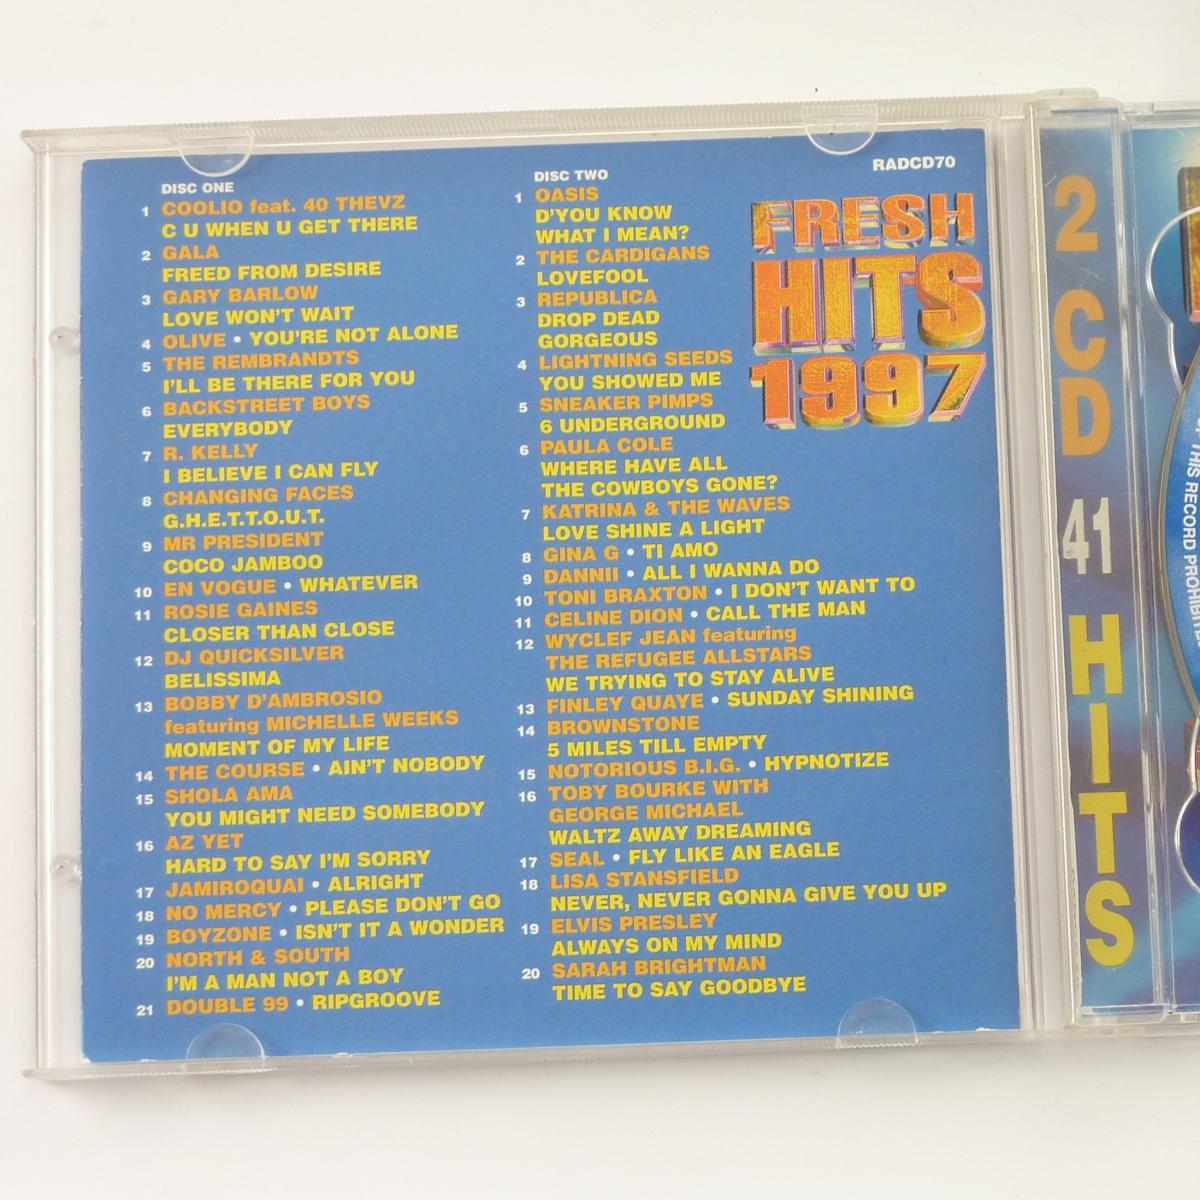 DISC ONE
1 COOLIO feat. 40 THEVZ
C U WHEN U GET THERE
2 GALA
FREED FROM DESIRE
3 GARY BARLOW
LOVE WON'T WAIT
4 OLIVE • YOU'RE NOT ALONE
5 THE REMBRANDTS
I'LL BE THERE FOR YOU
6 BACKSTREET BOYS
EVERYBODY
7 R. KELLY
I BELIEVE I CAN FLY
8 CHANGING FACES
G.H.E.T.T.O.U.T.
9 MR PRESIDENT
COCO JAMBOO
10 EN VOGUE • WHATEVER
11 ROSIE GAINES
CLOSER THAN CLOSE
12 DJ QUICKSILVER
BELISSIMA
13 BOBBY D'AMBROSIO
featuring MICHELLE WEEKS
MOMENT OF MY LIFE
14 THE COURSE • AIN'T NOBODY
15 SHOLA AMA
YOU MIGHT NEED SOMEBODY
16 AZ YET
HARD TO SAY I'M SORRY
17 JAMIROQUAI • ALRIGHT
18 NO MERCY • PLEASE DON'T GO
19 BOYZONE • ISN'T IT A WONDER
20 NORTH & SOUTH
I'M A MAN NOT A BOY
21 DOUBLE 99 • RIPGROOVE
DISC TWO
1 OASIS
D'YOU KNOW
WHAT I MEAN?
2 THE CARDIGANS
LOVEFOOL
3 REPUBLICA
DROP DEAD
GORGEOUS
4 LIGHTNING SEEDS
YOU SHOWED ME
5 SNEAKER PIMPS
6 UNDERGROUND
6 PAULA COLE
WHERE HAVE ALL
THE COWBOYS GONE?
7 KATRINA & THE WAVES
LOVE SHINE A LIGHT
8 GINA G • TI AMO
9 DANNII • ALL I WANNA DO
10 TONI BRAXTON • I DON'T WANT TO
11 CELINE DION • CALL THE MAN
12 WYCLEF JEAN featuring
THE REFUGEE ALLSTARS
WE TRYING TO STAY ALIVE
13 FINLEY QUAYE • SUNDAY SHINING
14 BROWNSTONE
5 MILES TILL EMPTY
15 NOTORIOUS B.I.G. • HYPNOTIZE
16 TOBY BOURKE WITH
GEORGE MICHAEL
WALTZ AWAY DREAMING
17 SEAL • FLY LIKE AN EAGLE
18 LISA STANSFIELD
NEVER, NEVER GONNA GIVE YOU UP
19 ELVIS PRESLEY
ALWAYS ON MY MIND
20 SARAH BRIGHTMAN
TIME TO SAY GOODBYE
RADCD70
FRESH
HITS
1997
2 CD 41 HITS
THIS RECORD